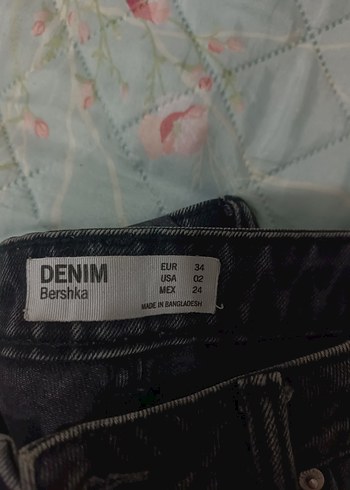 DENIM
Bershka
EUR 34
USA 02
MEX 24
MADE IN BANGLADESH